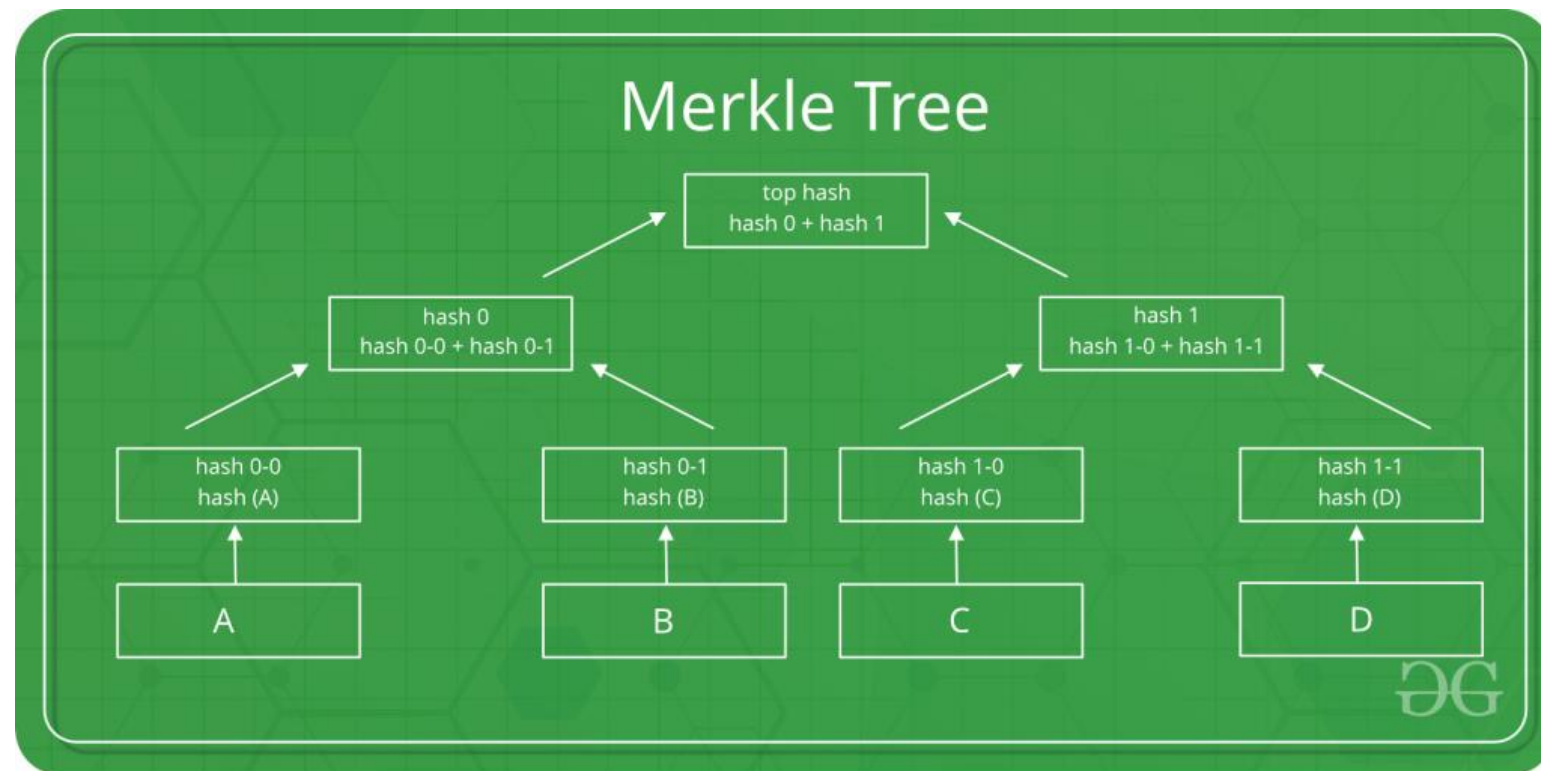 Merkle Tree
top hash
hash 0 + hash 1
hash 0
hash 0-0 + hash 0-1
hash 1
hash 1-0 + hash 1-1
hash 0-0
hash (A)
hash 0-1
hash (B)
hash 1-0
hash (C)
hash 1-1
hash (D)
A
B
C
D